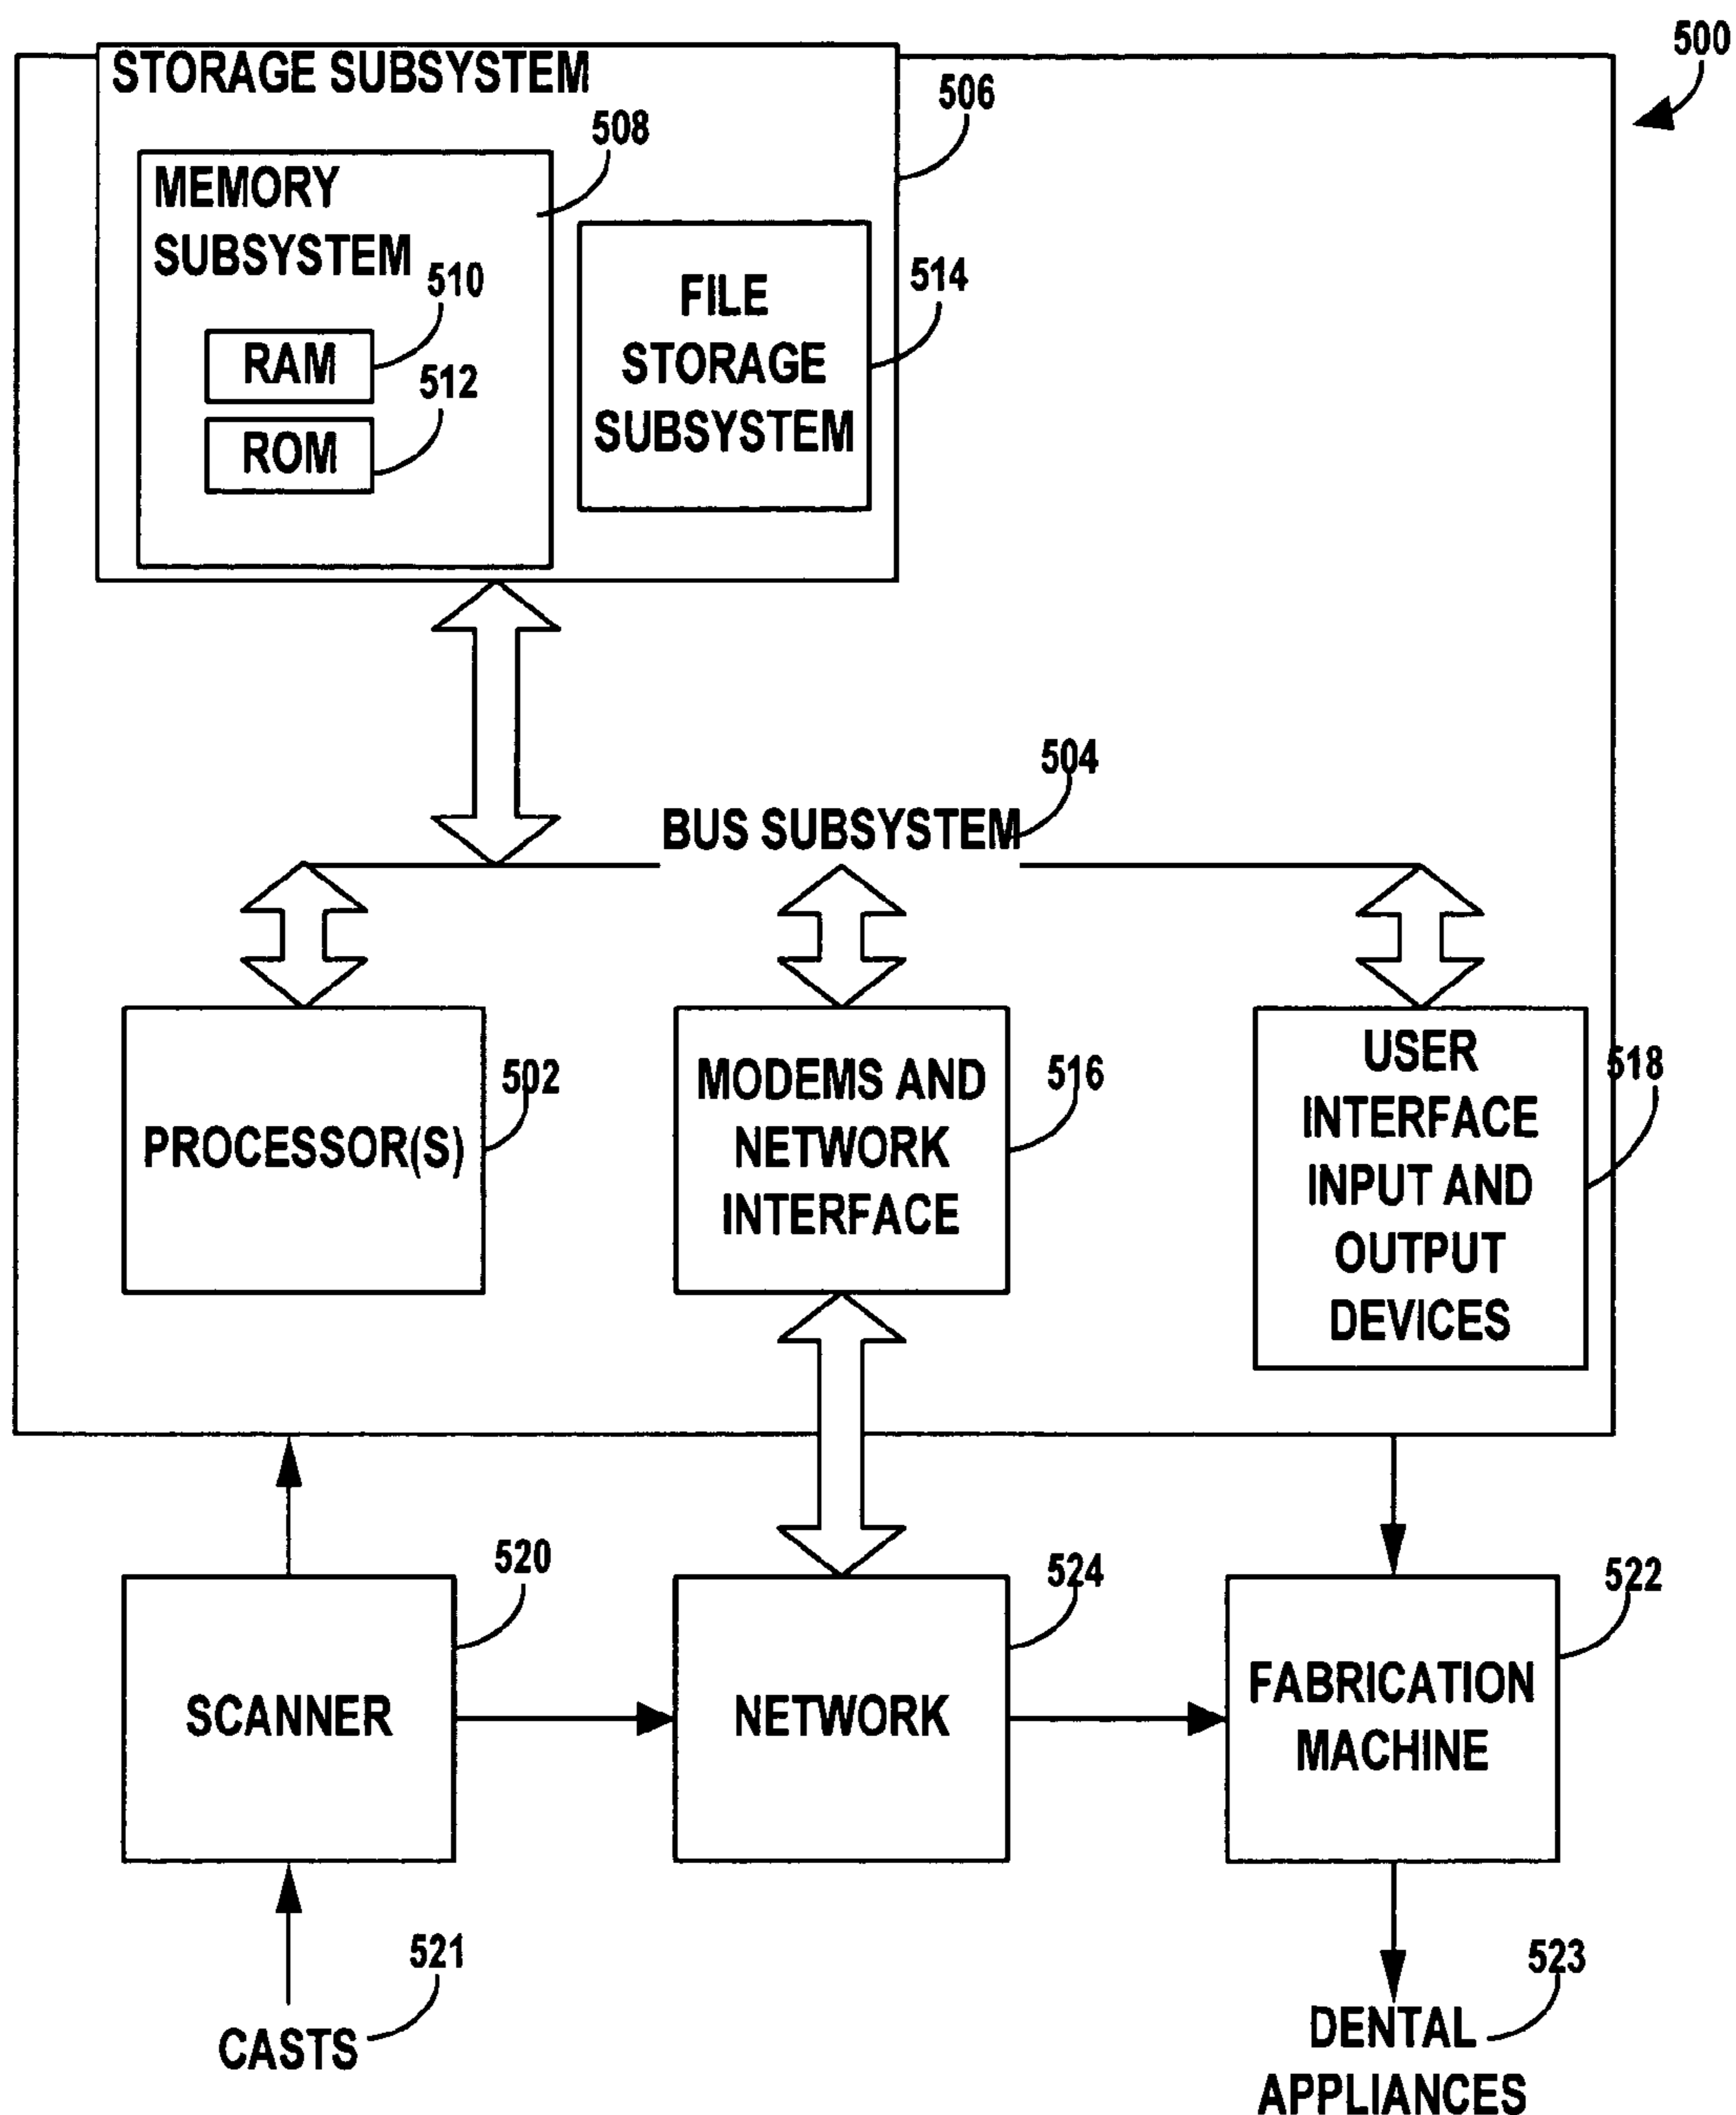 500
STORAGE SUBSYSTEM
506
508
MEMORY
SUBSYSTEM
510
RAM
512
ROM
FILE
STORAGE
SUBSYSTEM
514
504
BUS SUBSYSTEM
PROCESSOR(S)
502
MODEMS AND
NETWORK
INTERFACE
516
USER
INTERFACE
INPUT AND
OUTPUT
DEVICES
518
SCANNER
520
NETWORK
524
FABRICATION
MACHINE
522
CASTS
521
DENTAL
APPLIANCES
523